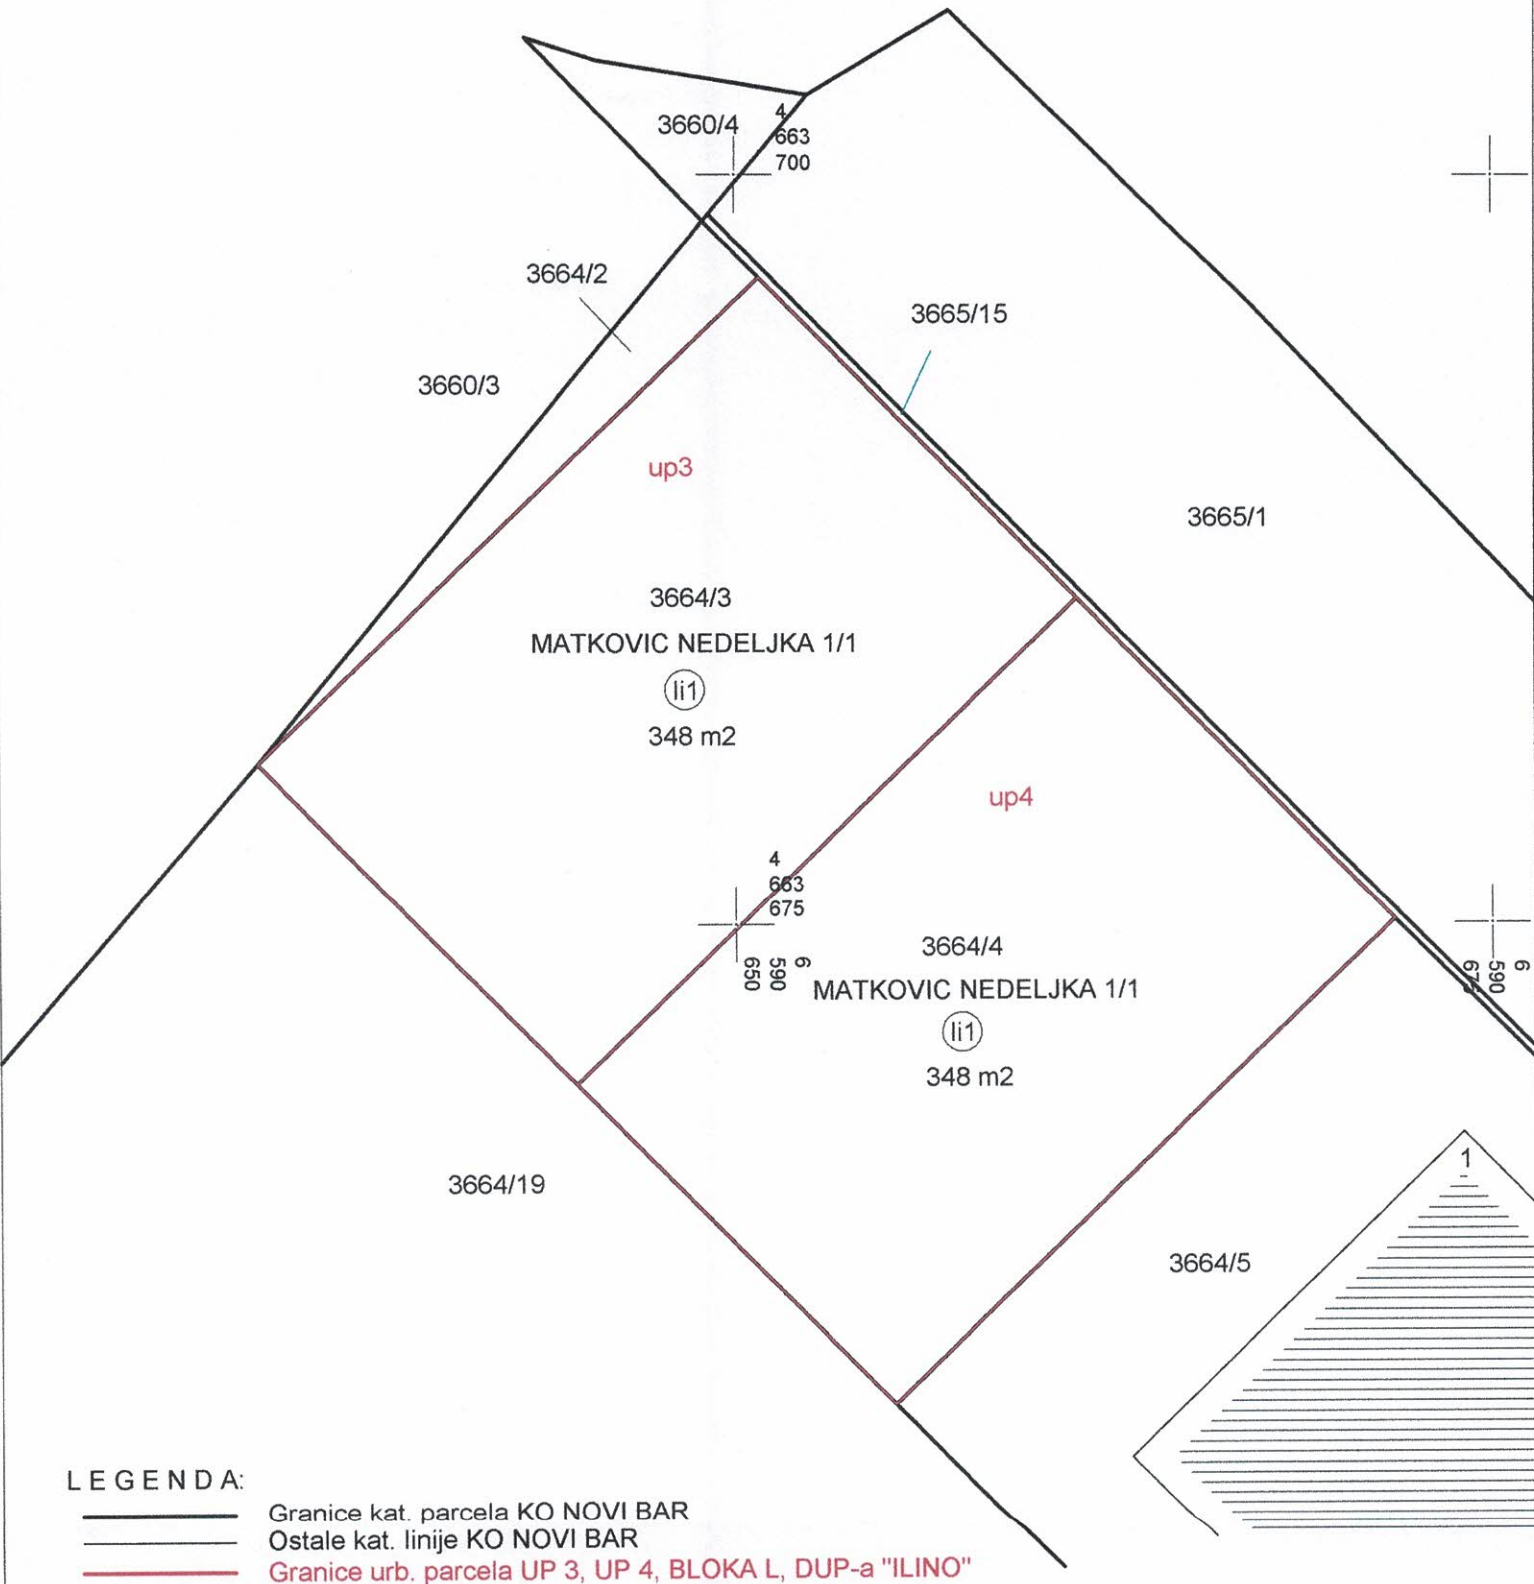 3660/4
4
663
700
3664/2
3665/15
3660/3
up3
3665/1
3664/3
MATKOVIC NEDELJKA 1/1
li1
348 m2
up4
4
663
675
3664/4
6
590
650
6
590
675
MATKOVIC NEDELJKA 1/1
li1
348 m2
1
3664/19
3664/5
LEGENDA:
Granice kat. parcela KO NOVI BAR
Ostale kat. linije KO NOVI BAR
Granice urb. parcela UP 3, UP 4, BLOKA L, DUP-a "ILINO"